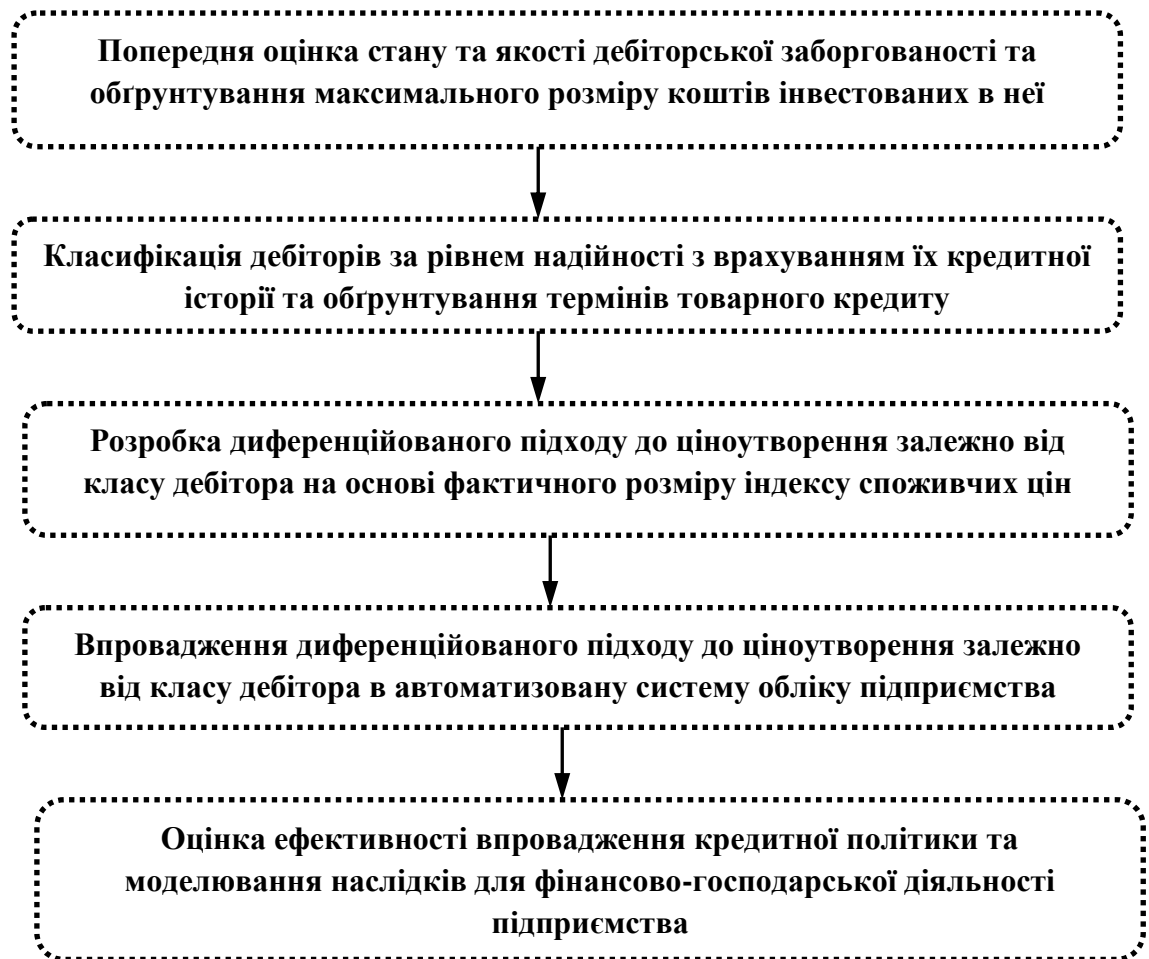 Попередня оцінка стану та якості дебіторської заборгованості та
обґрунтування максимального розміру коштів інвестованих в неї
Класифікація дебіторів за рівнем надійності з врахуванням їх кредитної
історії та обґрунтування термінів товарного кредиту
Розробка диференційованого підходу до ціноутворення залежно від
класу дебітора на основі фактичного розміру індексу споживчих цін
Впровадження диференційованого підходу до ціноутворення залежно
від класу дебітора в автоматизовану систему обліку підприємства
Оцінка ефективності впровадження кредитної політики та
моделювання наслідків для фінансово-господарської діяльності
підприємства